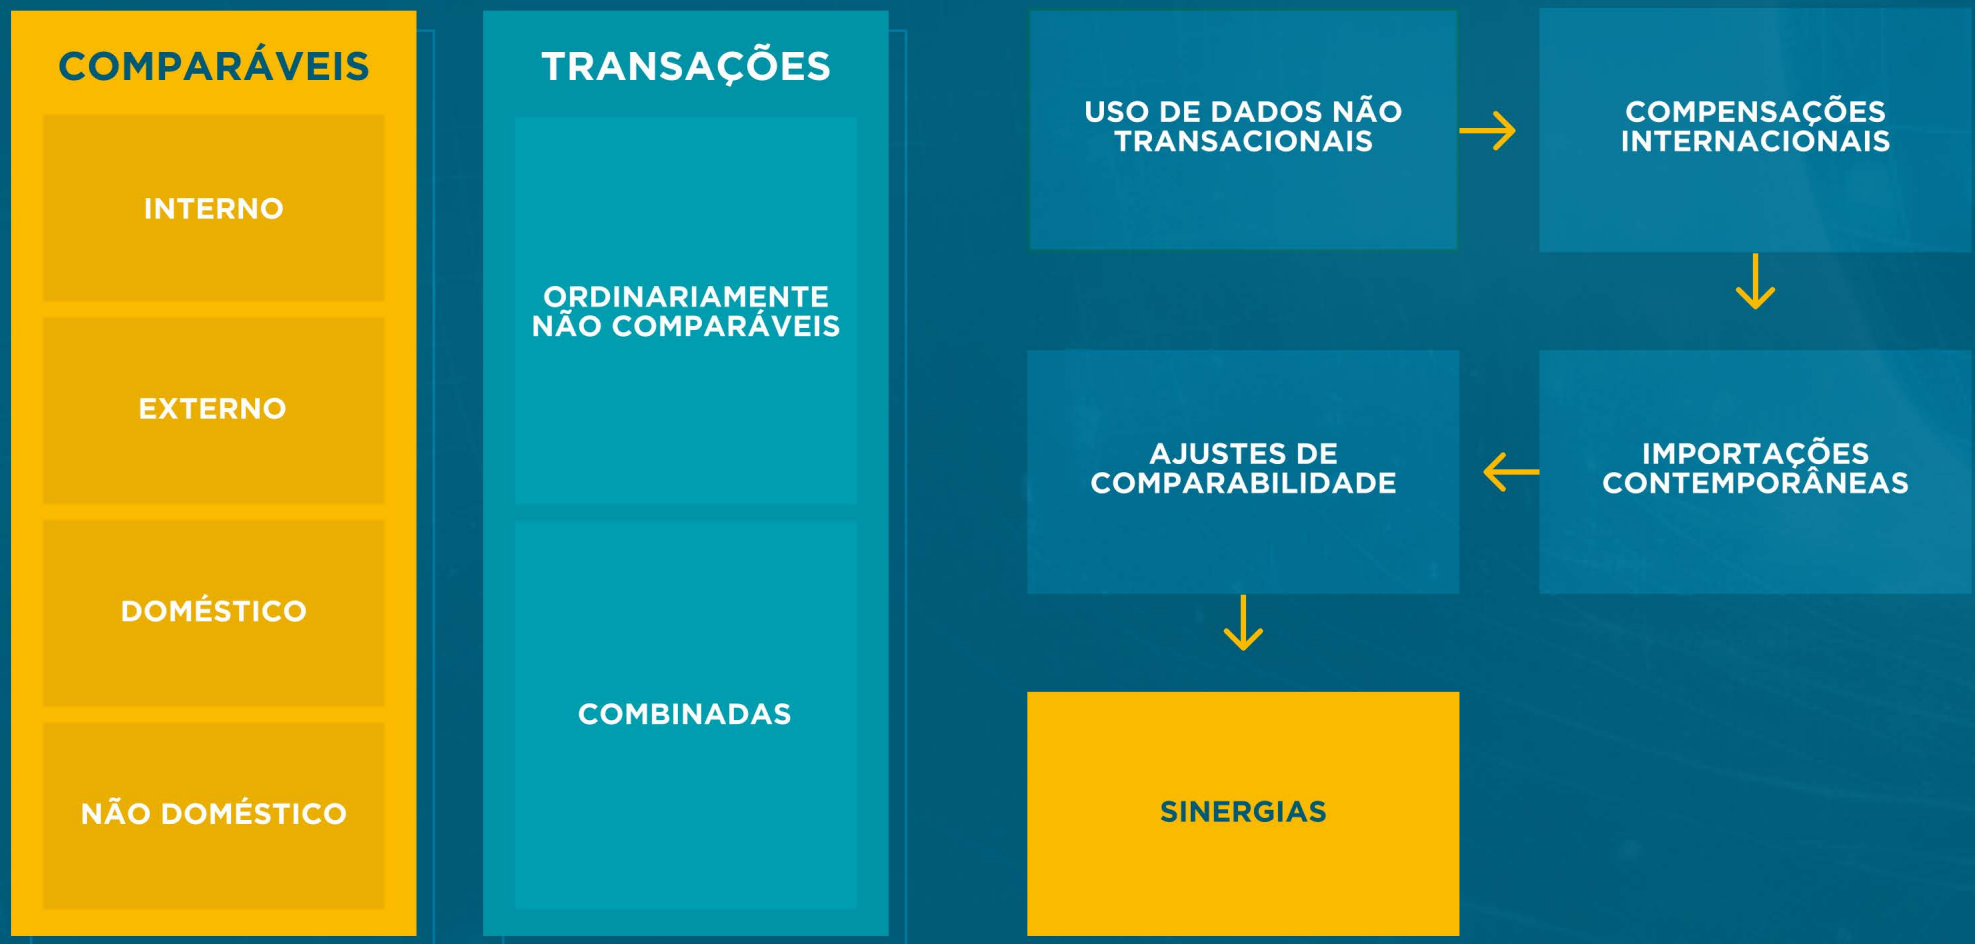 COMPARÁVEIS
INTERNO
EXTERNO
DOMÉSTICO
NÃO DOMÉSTICO
TRANSAÇÕES
ORDINARIAMENTE
NÃO COMPARÁVEIS
COMBINADAS
USO DE DADOS NÃO
TRANSACIONAIS
COMPENSAÇÕES
INTERNACIONAIS
IMPORTAÇÕES
CONTEMPORÂNEAS
AJUSTES DE
COMPARABILIDADE
SINERGIAS